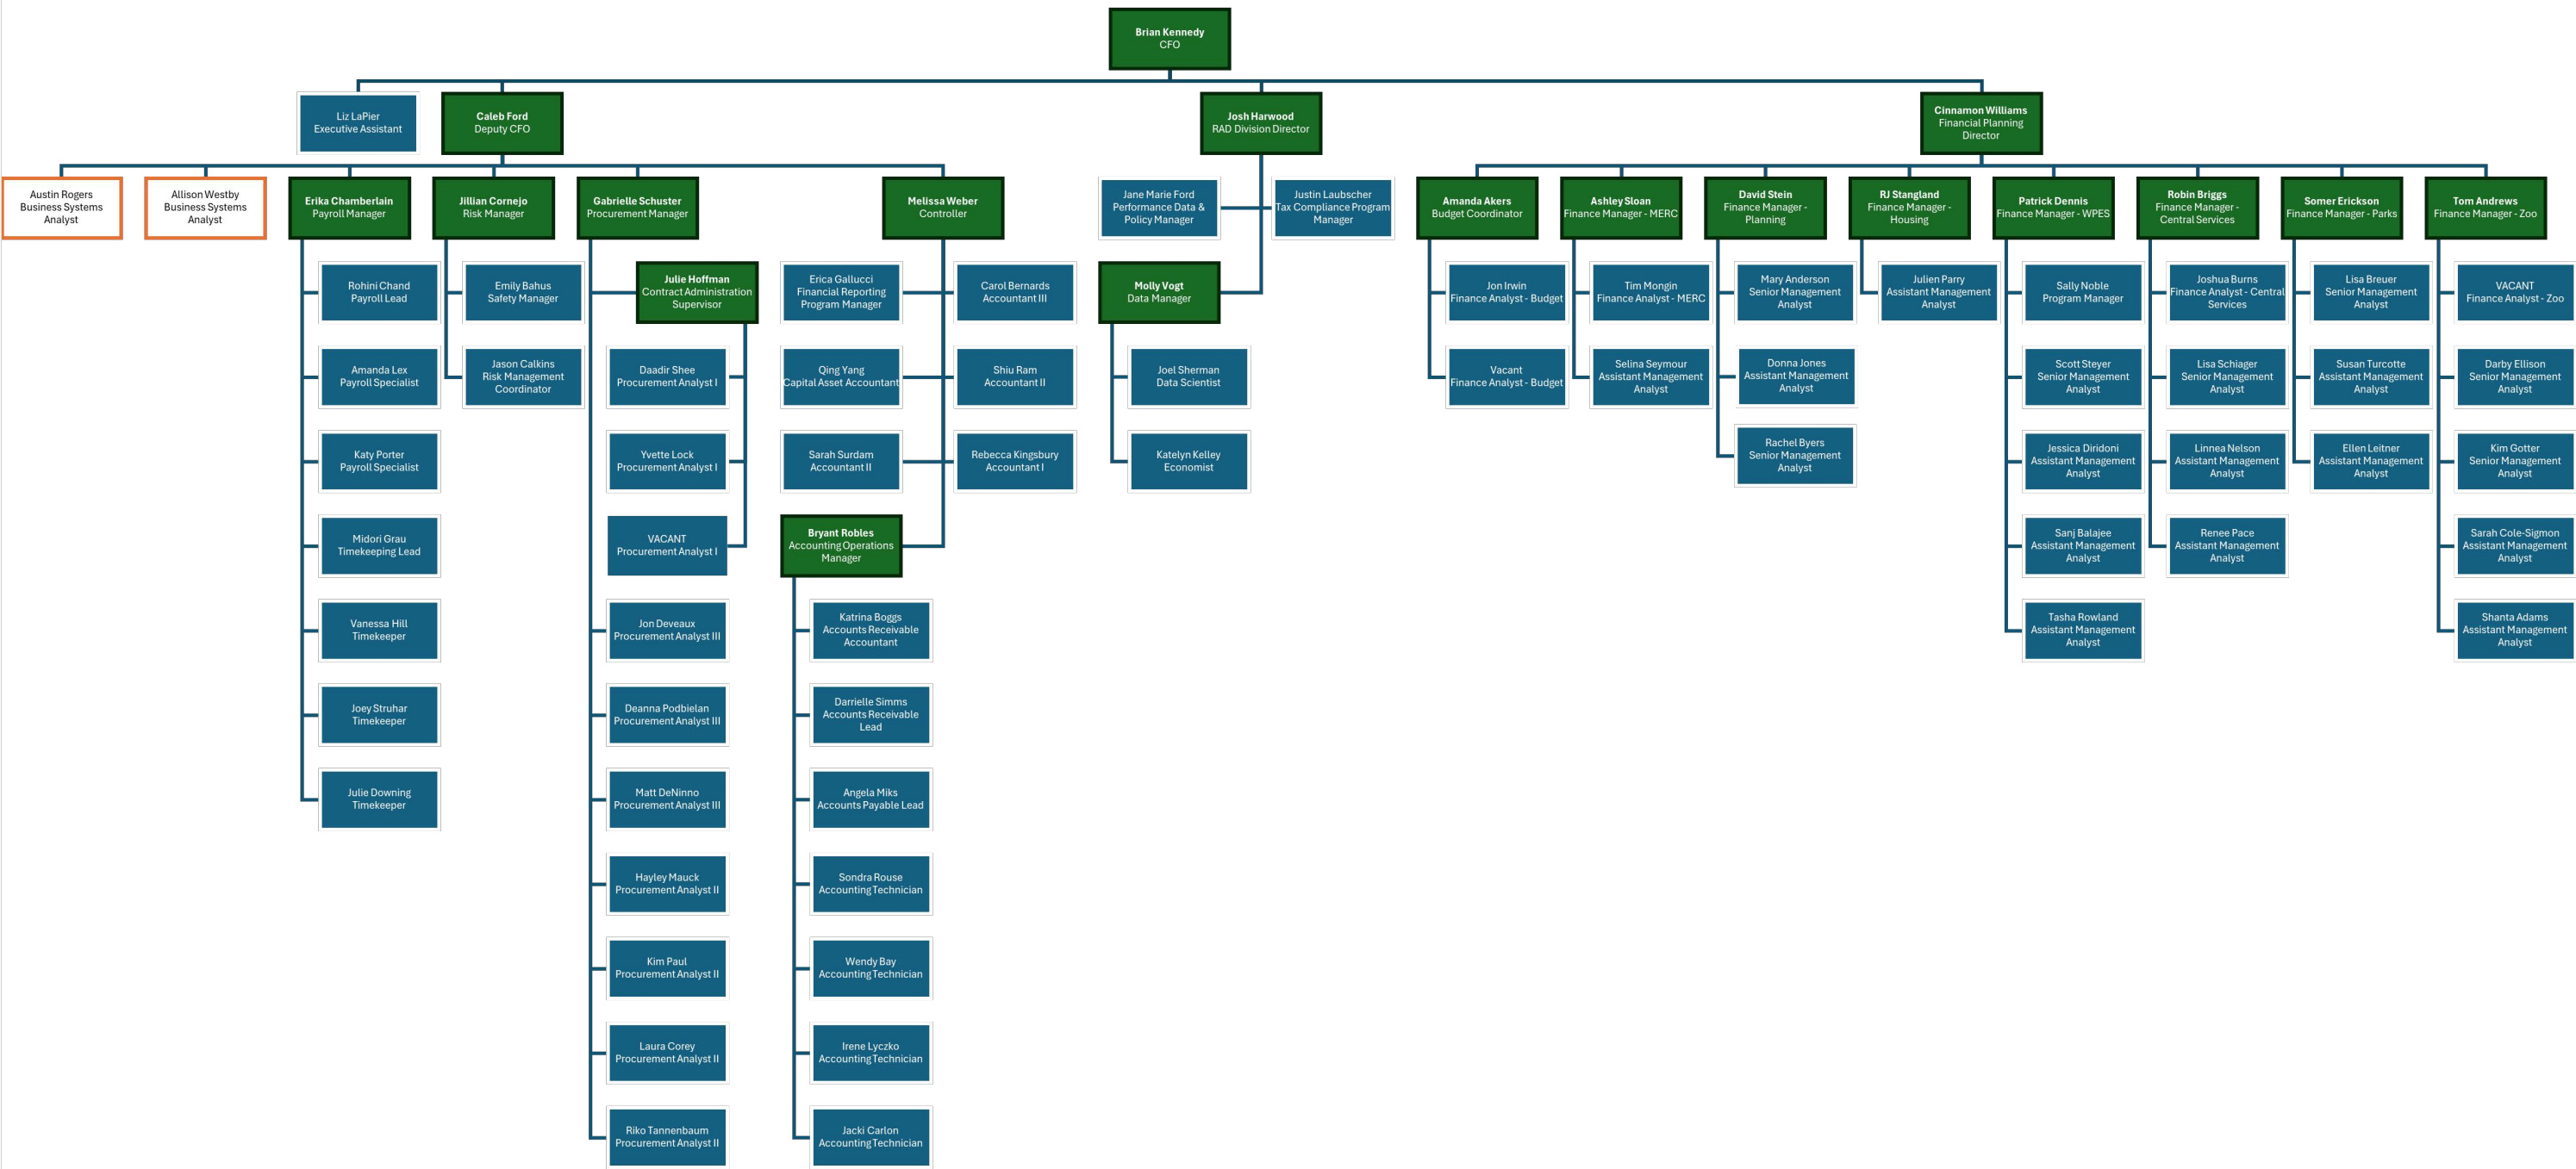 Brian Kennedy
CFO
Liz LaPier
Executive Assistant
Caleb Ford
Deputy CFO
Josh Harwood
RAD Division Director
Cinnamon Williams
Financial Planning
Director
Austin Rogers
Business Systems
Analyst
Allison Westby
Business Systems
Analyst
Erika Chamberlain
Payroll Manager
Jillian Cornejo
Risk Manager
Gabrielle Schuster
Procurement Manager
Melissa Weber
Controller
Jane Marie Ford
Performance Data &
Policy Manager
Justin Laubscher
Tax Compliance Program
Manager
Amanda Akers
Budget Coordinator
Ashley Sloan
Finance Manager - MERC
David Stein
Finance Manager -
Planning
RJ Stangland
Finance Manager -
Housing
Patrick Dennis
Finance Manager - WPES
Robin Briggs
Finance Manager -
Central Services
Somer Erickson
Finance Manager - Parks
Tom Andrews
Finance Manager - Zoo
Rohini Chand
Payroll Lead
Amanda Lex
Payroll Specialist
Katy Porter
Payroll Specialist
Midori Grau
Timekeeping Lead
Vanessa Hill
Timekeeper
Joey Struhar
Timekeeper
Julie Downing
Timekeeper
Emily Bahus
Safety Manager
Jason Calkins
Risk Management
Coordinator
Julie Hoffman
Contract Administration
Supervisor
Daadir Shee
Procurement Analyst I
Yvette Lock
Procurement Analyst I
VACANT
Procurement Analyst I
Jon Deveaux
Procurement Analyst III
Deanna Podbielan
Procurement Analyst III
Matt DeNinno
Procurement Analyst III
Hayley Mauck
Procurement Analyst II
Kim Paul
Procurement Analyst II
Laura Corey
Procurement Analyst II
Riko Tannenbaum
Procurement Analyst II
Erica Gallucci
Financial Reporting
Program Manager
Carol Bernards
Accountant III
Qing Yang
Capital Asset Accountant
Shiu Ram
Accountant II
Sarah Surdam
Accountant II
Rebecca Kingsbury
Accountant I
Bryant Robles
Accounting Operations
Manager
Katrina Boggs
Accounts Receivable
Accountant
Darrielle Simms
Accounts Receivable
Lead
Angela Miks
Accounts Payable Lead
Sondra Rouse
Accounting Technician
Wendy Bay
Accounting Technician
Irene Lyczko
Accounting Technician
Jacki Carlon
Accounting Technician
Molly Vogt
Data Manager
Joel Sherman
Data Scientist
Katelyn Kelley
Economist
Jon Irwin
Finance Analyst - Budget
Vacant
Finance Analyst - Budget
Tim Mongin
Finance Analyst - MERC
Selina Seymour
Assistant Management
Analyst
Mary Anderson
Senior Management
Analyst
Donna Jones
Assistant Management
Analyst
Rachel Byers
Senior Management
Analyst
Julien Parry
Assistant Management
Analyst
Sally Noble
Program Manager
Scott Steyer
Senior Management
Analyst
Jessica Diridoni
Assistant Management
Analyst
Sanj Balajee
Assistant Management
Analyst
Tasha Rowland
Assistant Management
Analyst
Joshua Burns
Finance Analyst - Central
Services
Lisa Schiager
Senior Management
Analyst
Linnea Nelson
Assistant Management
Analyst
Renee Pace
Assistant Management
Analyst
Lisa Breuer
Senior Management
Analyst
Susan Turcotte
Assistant Management
Analyst
Ellen Leitner
Assistant Management
Analyst
VACANT
Finance Analyst - Zoo
Darby Ellison
Senior Management
Analyst
Kim Gotter
Senior Management
Analyst
Sarah Cole-Sigmon
Assistant Management
Analyst
Shanta Adams
Assistant Management
Analyst